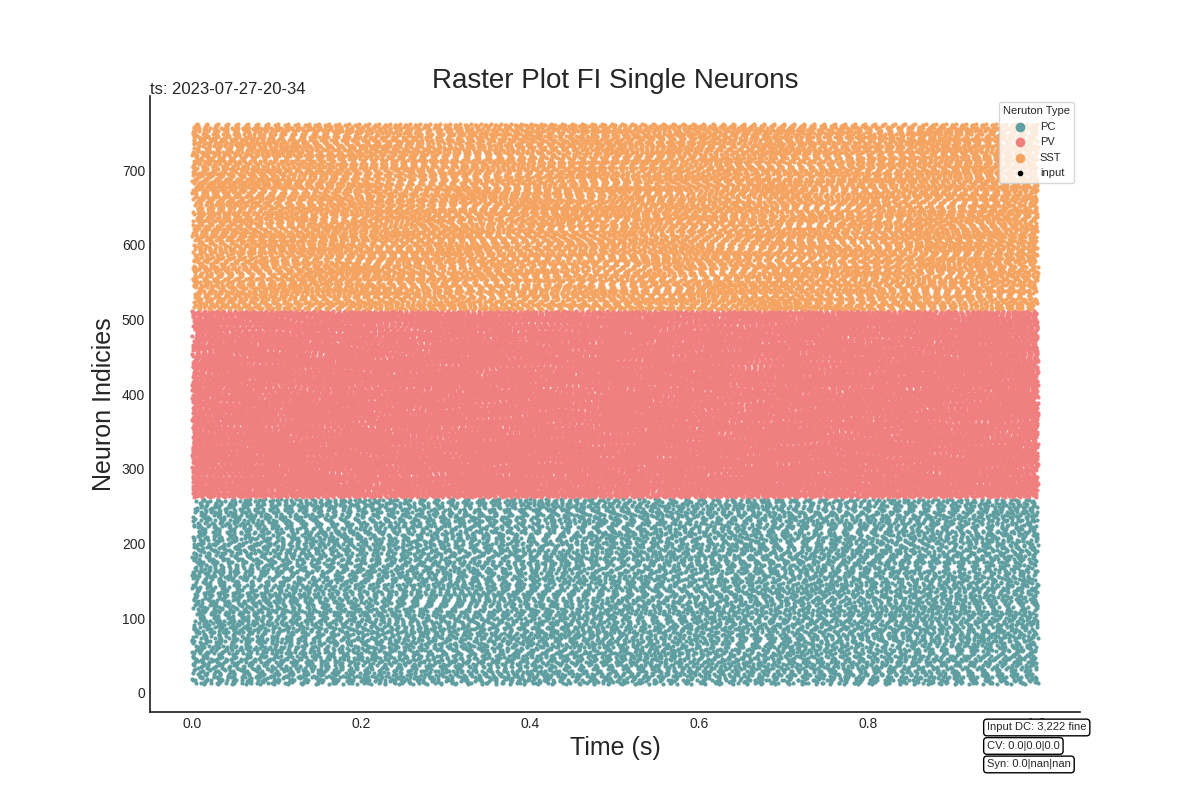 Raster Plot FI Single Neurons
ts: 2023-07-27-20-34
Neruton Type
PC
PV
SST
input
Neuron Indicies
700
600
500
400
300
200
100
0
0.0 0.2 0.4 0.6 0.8
Time (s)
Input DC: 3,222 fine
CV: 0.0|0.0|0.0
Syn: 0.0|nan|nan